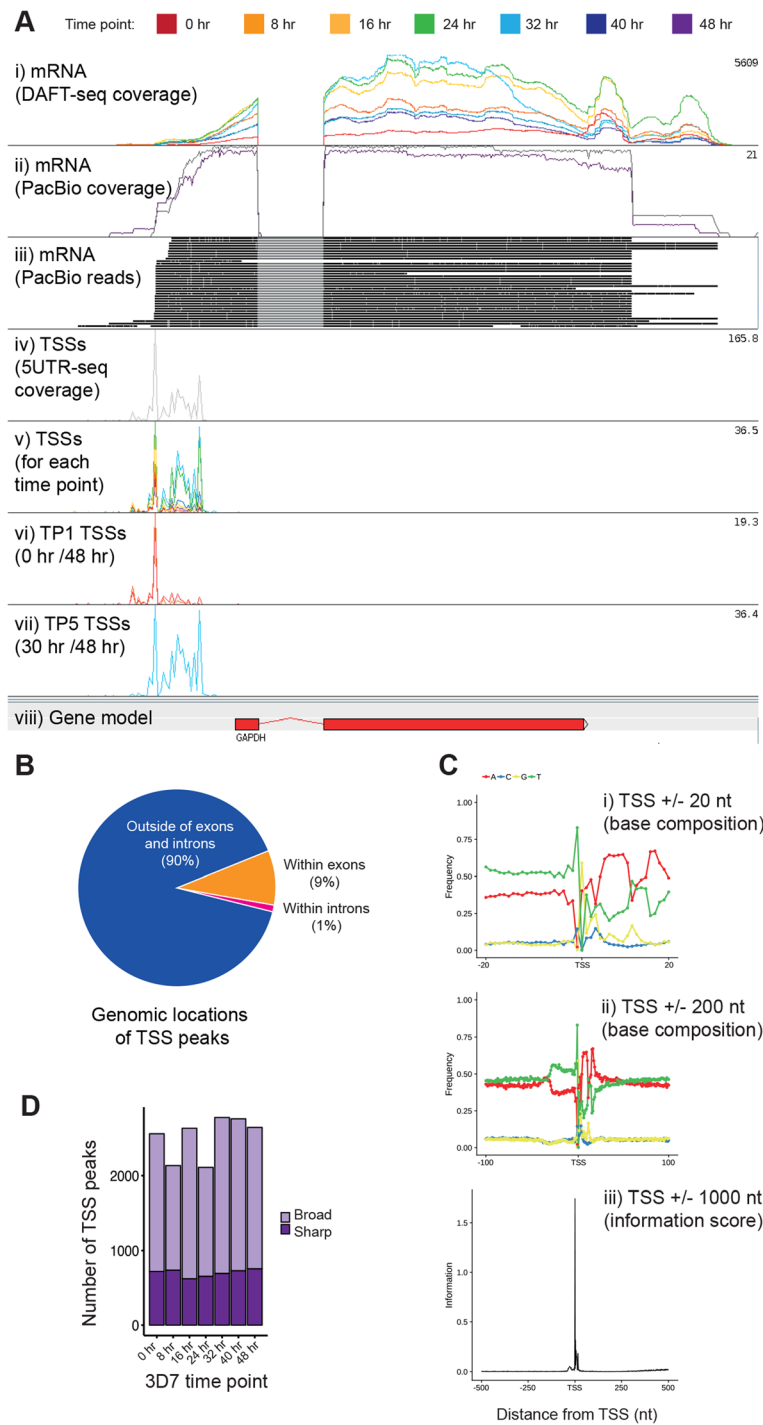 A
Time point:
0 hr
8 hr
16 hr
24 hr
32 hr
40 hr
48 hr
i) mRNA
(DAFT-seq coverage)
5609
ii) mRNA
(PacBio coverage)
21
iii) mRNA
(PacBio reads)
iv) TSSs
(5UTR-seq
coverage)
165.8
v) TSSs
(for each
time point)
36.5
vi) TP1 TSSs
(0 hr /48 hr)
19.3
vii) TP5 TSSs
(30 hr /48 hr)
36.4
viii) Gene model
GAPDH
B
Outside of exons
and introns
(90%)
Within exons
(9%)
Within introns
(1%)
Genomic locations
of TSS peaks
C
A C G T
i) TSS +/- 20 nt
(base composition)
Frequency
1.00
0.75
0.50
0.25
0.00
-20
TSS
20
ii) TSS +/- 200 nt
(base composition)
Frequency
1.00
0.75
0.50
0.25
0.00
-100
TSS
100
iii) TSS +/- 1000 nt
(information score)
Information
1.5
1.0
0.5
0.0
-500
-250
TSS
250
500
Distance from TSS (nt)
D
Number of TSS peaks
2000
1000
0
Broad
Sharp
0 hr
8 hr
16 hr
24 hr
32 hr
40 hr
48 hr
3D7 time point